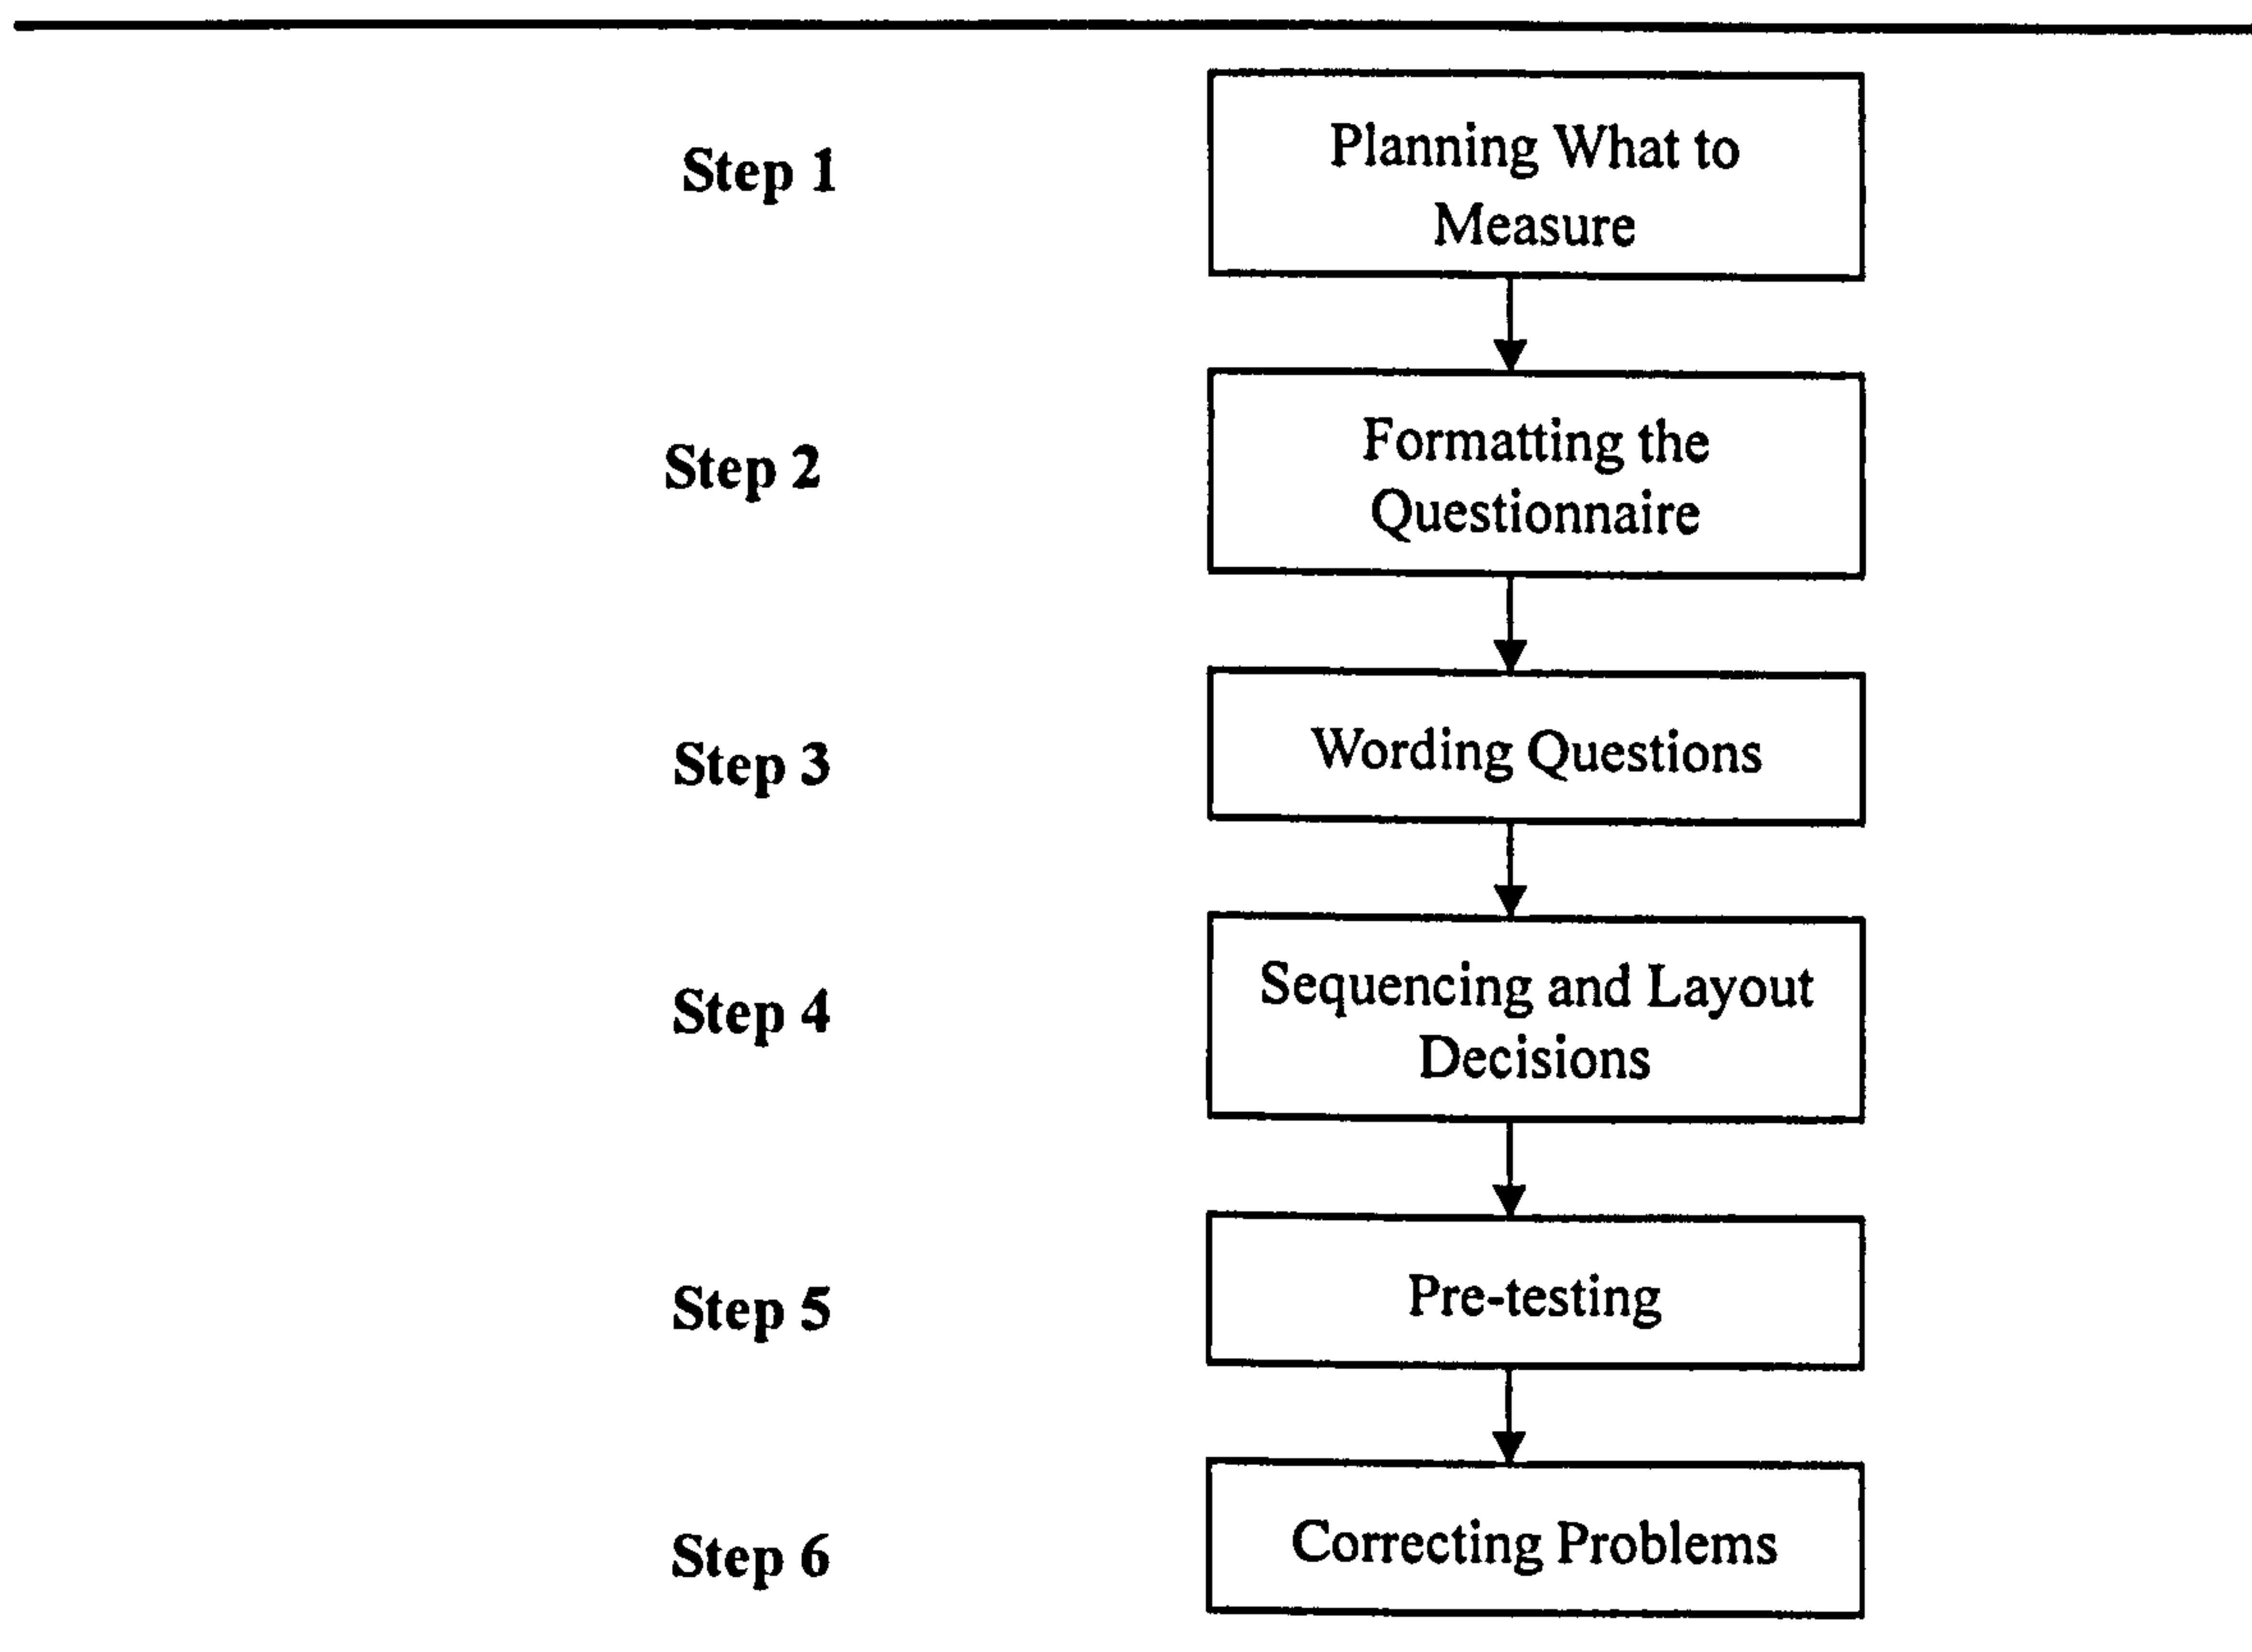 Step 1
Planning What to
Measure
Step 2
Formatting the
Questionnaire
Step 3
Wording Questions
Step 4
Sequencing and Layout
Decisions
Step 5
Pre-testing
Step 6
Correcting Problems